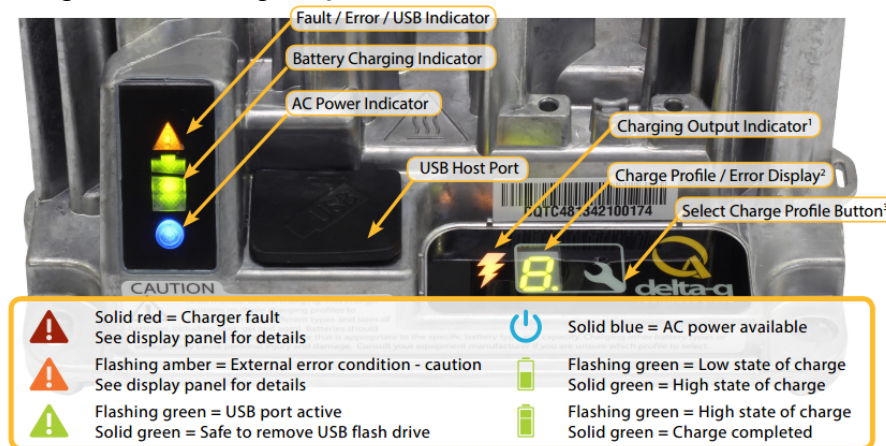 Fault / Error / USB Indicator
Battery Charging Indicator
AC Power Indicator
Charging Output Indicator¹
USB Host Port
Charge Profile / Error Display²
QTC481342100174
Select Charge Profile Button³
USB
8.
delta-q
CAUTION
Solid red = Charger fault
See display panel for details
Solid blue = AC power available
Flashing amber = External error condition - caution
See display panel for details
Flashing green = Low state of charge
Solid green = High state of charge
Flashing green = USB port active
Solid green = Safe to remove USB flash drive
Flashing green = High state of charge
Solid green = Charge completed